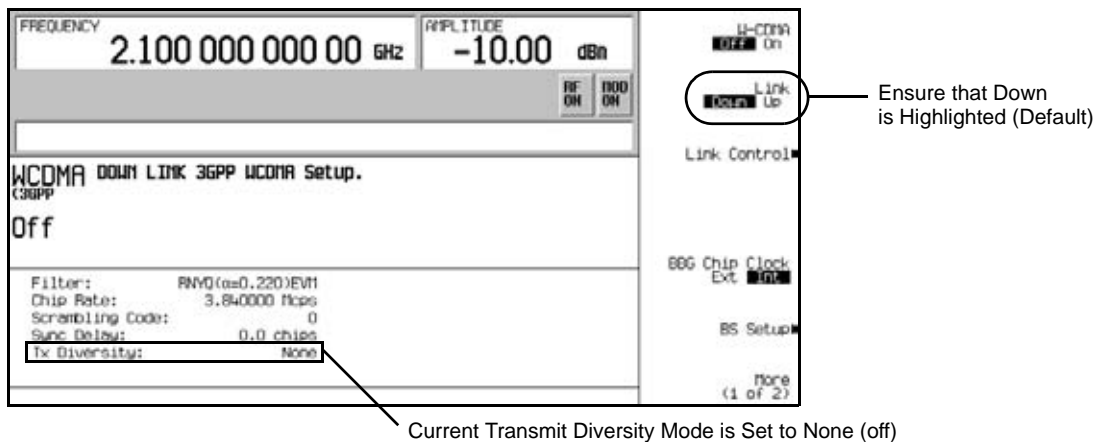 FREQUENCY
2.100 000 000 00 GHz
AMPLITUDE
-10.00 dBm
RF ON
MOD ON
W-CDMA
Off On
Link
Down Up
Ensure that Down
is Highlighted (Default)
Link Control
WCDMA DOWN LINK 3GPP WCDMA Setup.
(3GPP
Off
BBG Chip Clock
Ext Int
Filter: RNYQ(α=0.220)EVM
Chip Rate: 3.840000 Mcps
Scrambling Code: 0
Sync Delay: 0.0 chips
Tx Diversity: None
BS Setup
More
(1 of 2)
Current Transmit Diversity Mode is Set to None (off)